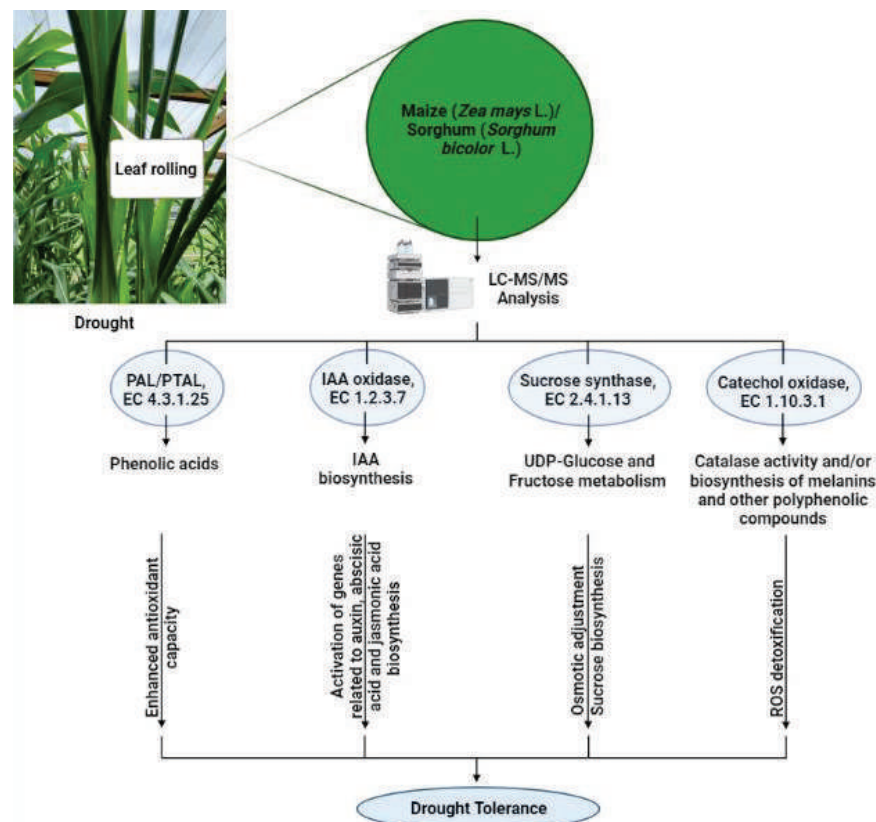 Maize (Zea mays L.)/
Sorghum (Sorghum
bicolor L.)
Leaf rolling
Drought
LC-MS/MS
Analysis
PAL/PTAL,
EC 4.3.1.25
IAA oxidase,
EC 1.2.3.7
Sucrose synthase,
EC 2.4.1.13
Catechol oxidase,
EC 1.10.3.1
Phenolic acids
IAA
biosynthesis
UDP-Glucose and
Fructose metabolism
Catalase activity and/or
biosynthesis of melanins
and other polyphenolic
compounds
Enhanced antioxidant
capacity
Activation of genes
related to auxin, abscisic
acid and jasmonic acid
biosynthesis
Osmotic adjustment
Sucrose biosynthesis
ROS detoxification
Drought Tolerance